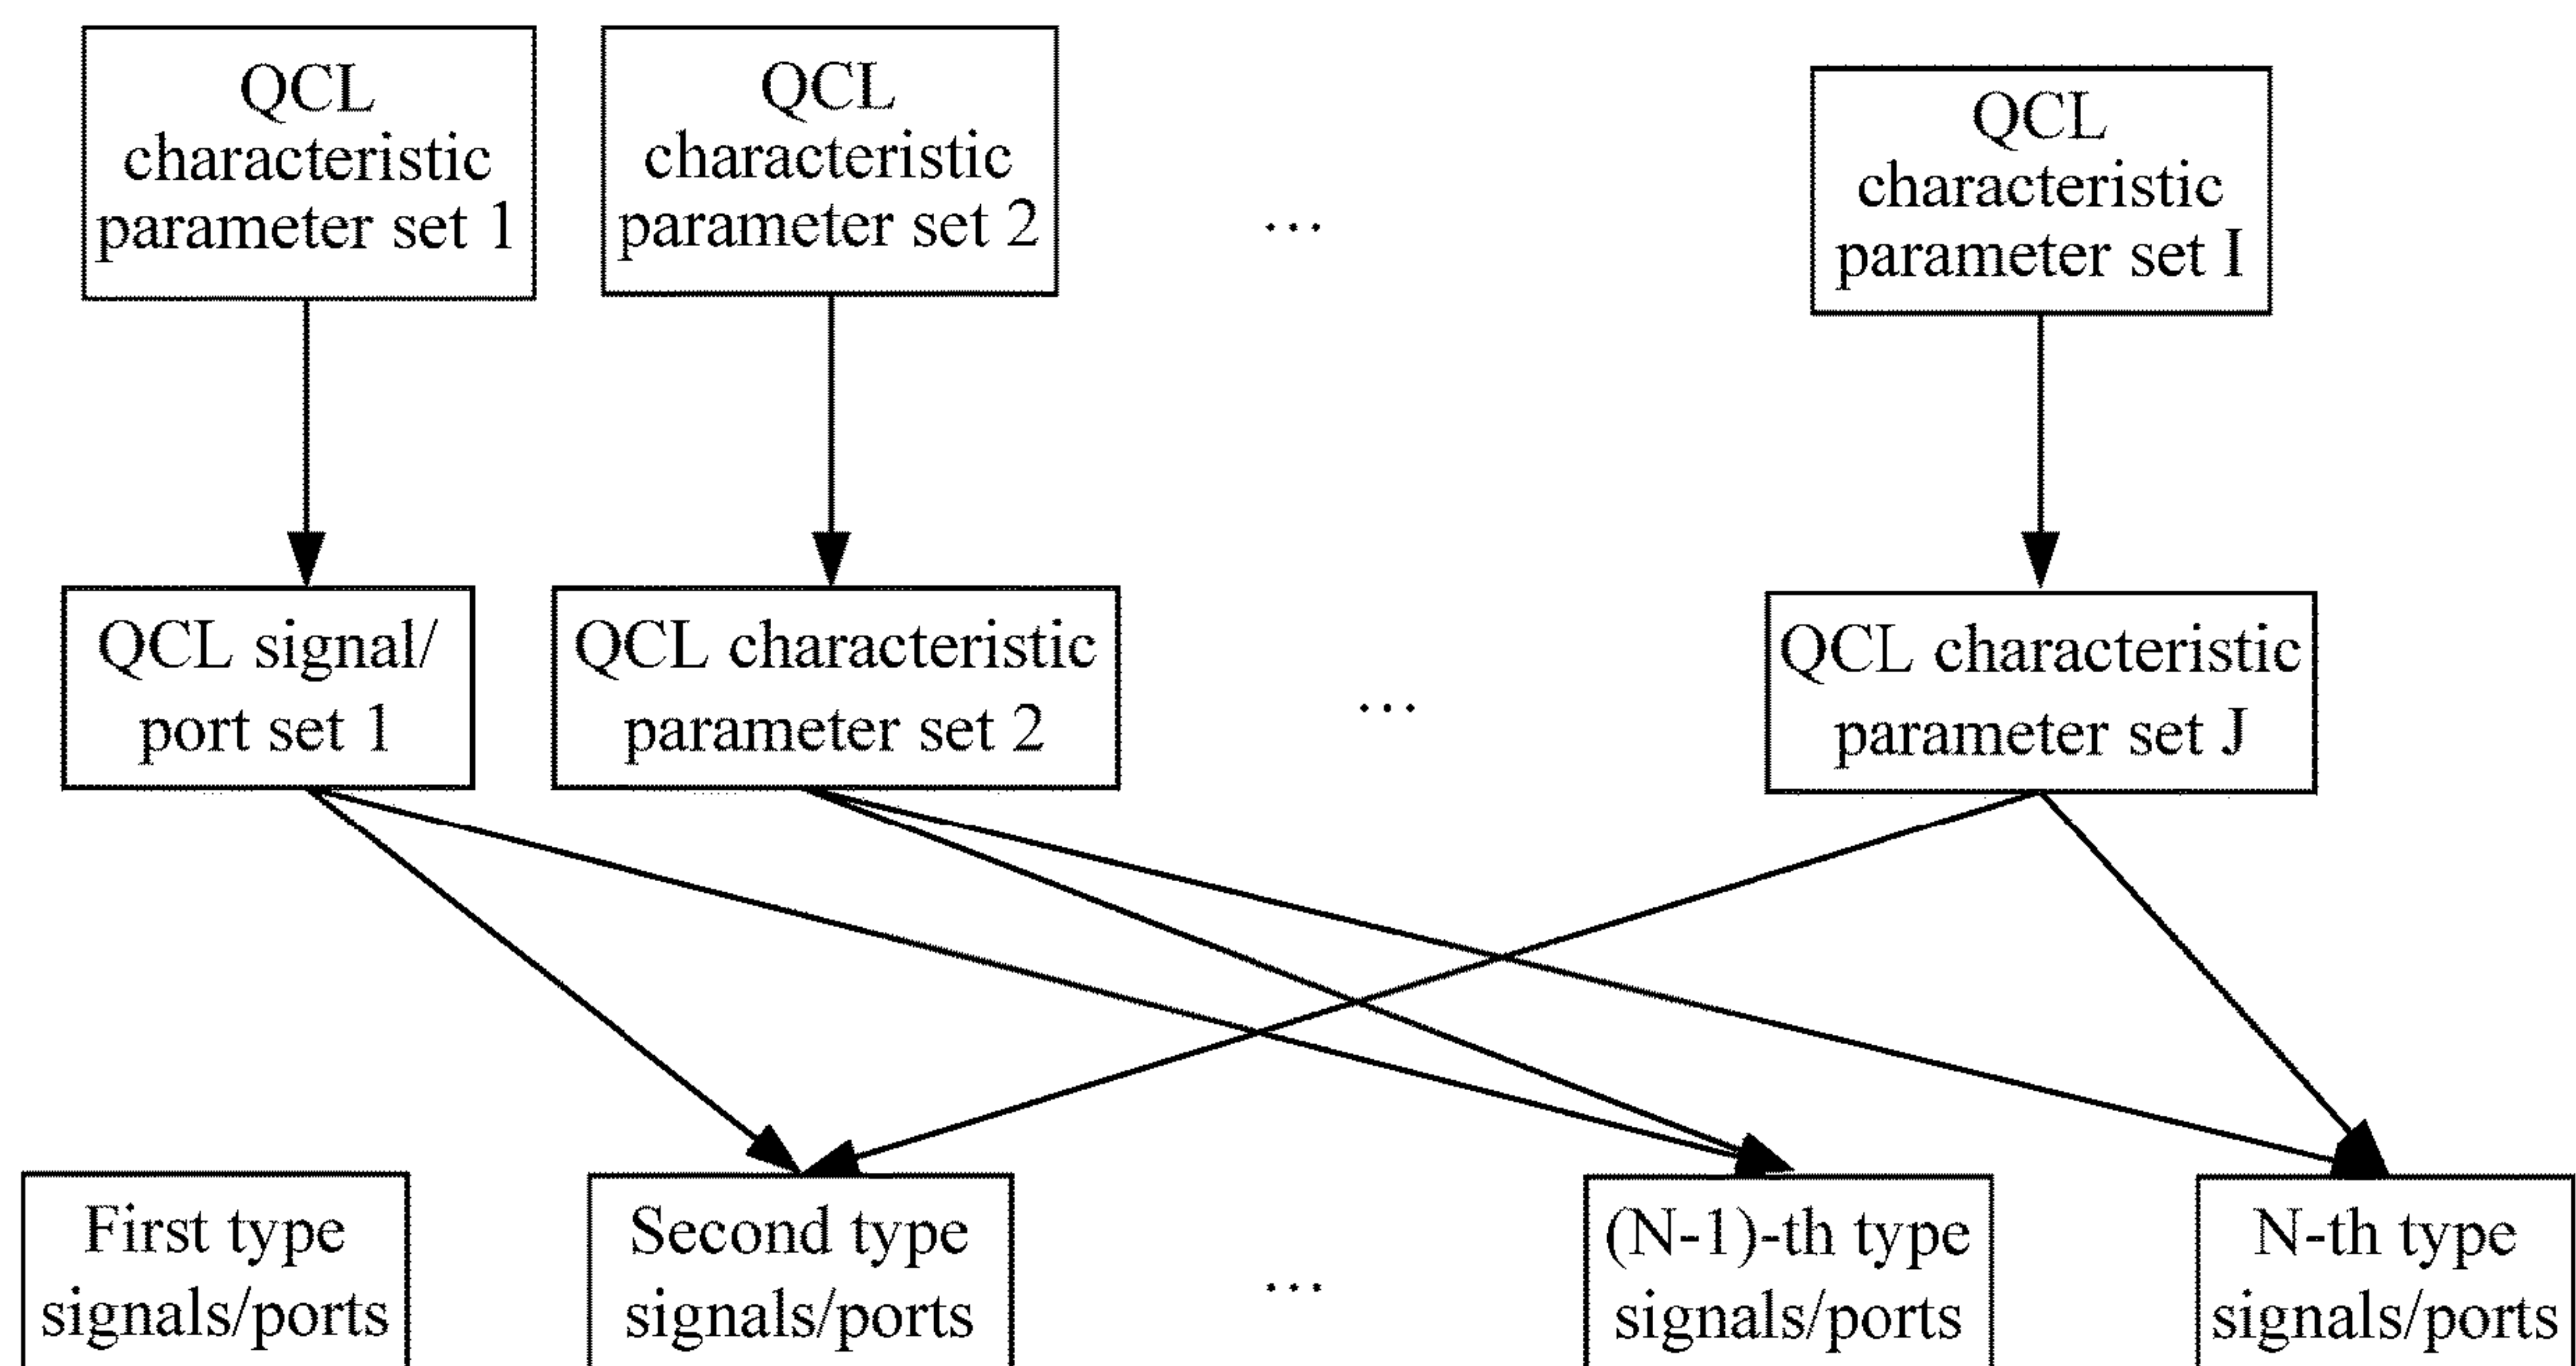 QCL
characteristic
parameter set 1
QCL
characteristic
parameter set 2
...
QCL
characteristic
parameter set I
QCL signal/
port set 1
QCL characteristic
parameter set 2
...
QCL characteristic
parameter set J
First type
signals/ports
Second type
signals/ports
...
(N-1)-th type
signals/ports
N-th type
signals/ports